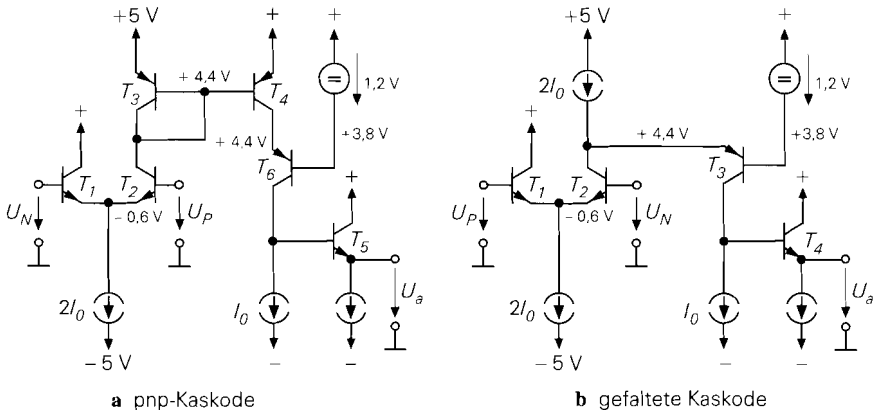 +5 V
+
+
+ 4,4 V
1,2 V
T3
T4
+
+ 4,4 V
+3,8 V
T6
T1
T2
+
UN
− 0,6 V
UP
T5
2I0
I0
Ua
− 5 V
−
−
a pnp-Kaskode
+5 V
+
2I0
1,2 V
+
+ 4,4 V
+3,8 V
T3
T1
T2
+
UP
− 0,6 V
UN
T4
2I0
I0
Ua
− 5 V
−
−
b gefaltete Kaskode